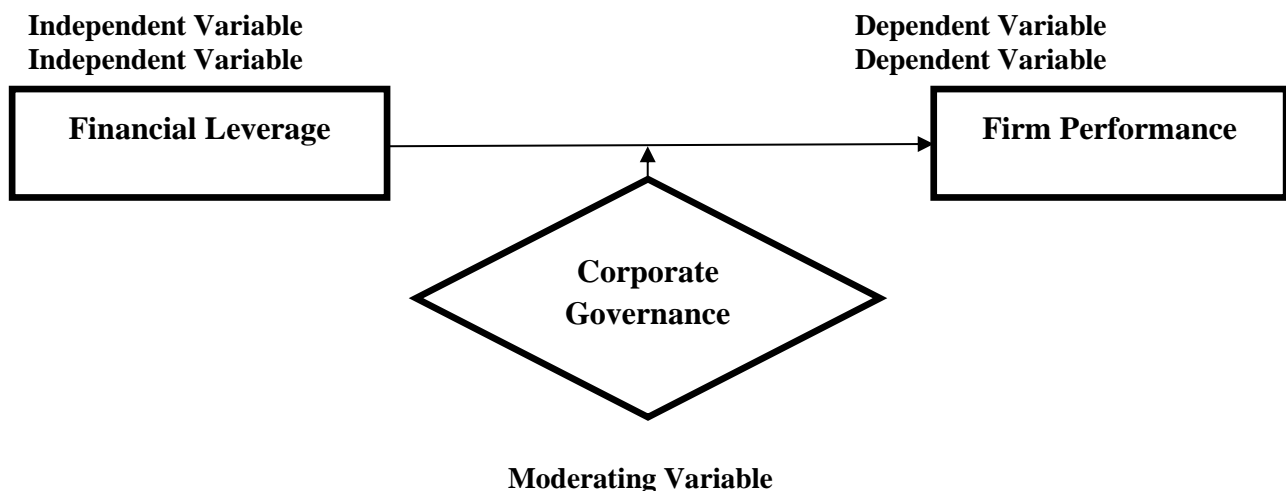 Independent Variable
Independent Variable
Dependent Variable
Dependent Variable
Financial Leverage
Firm Performance
Corporate
Governance
Moderating Variable